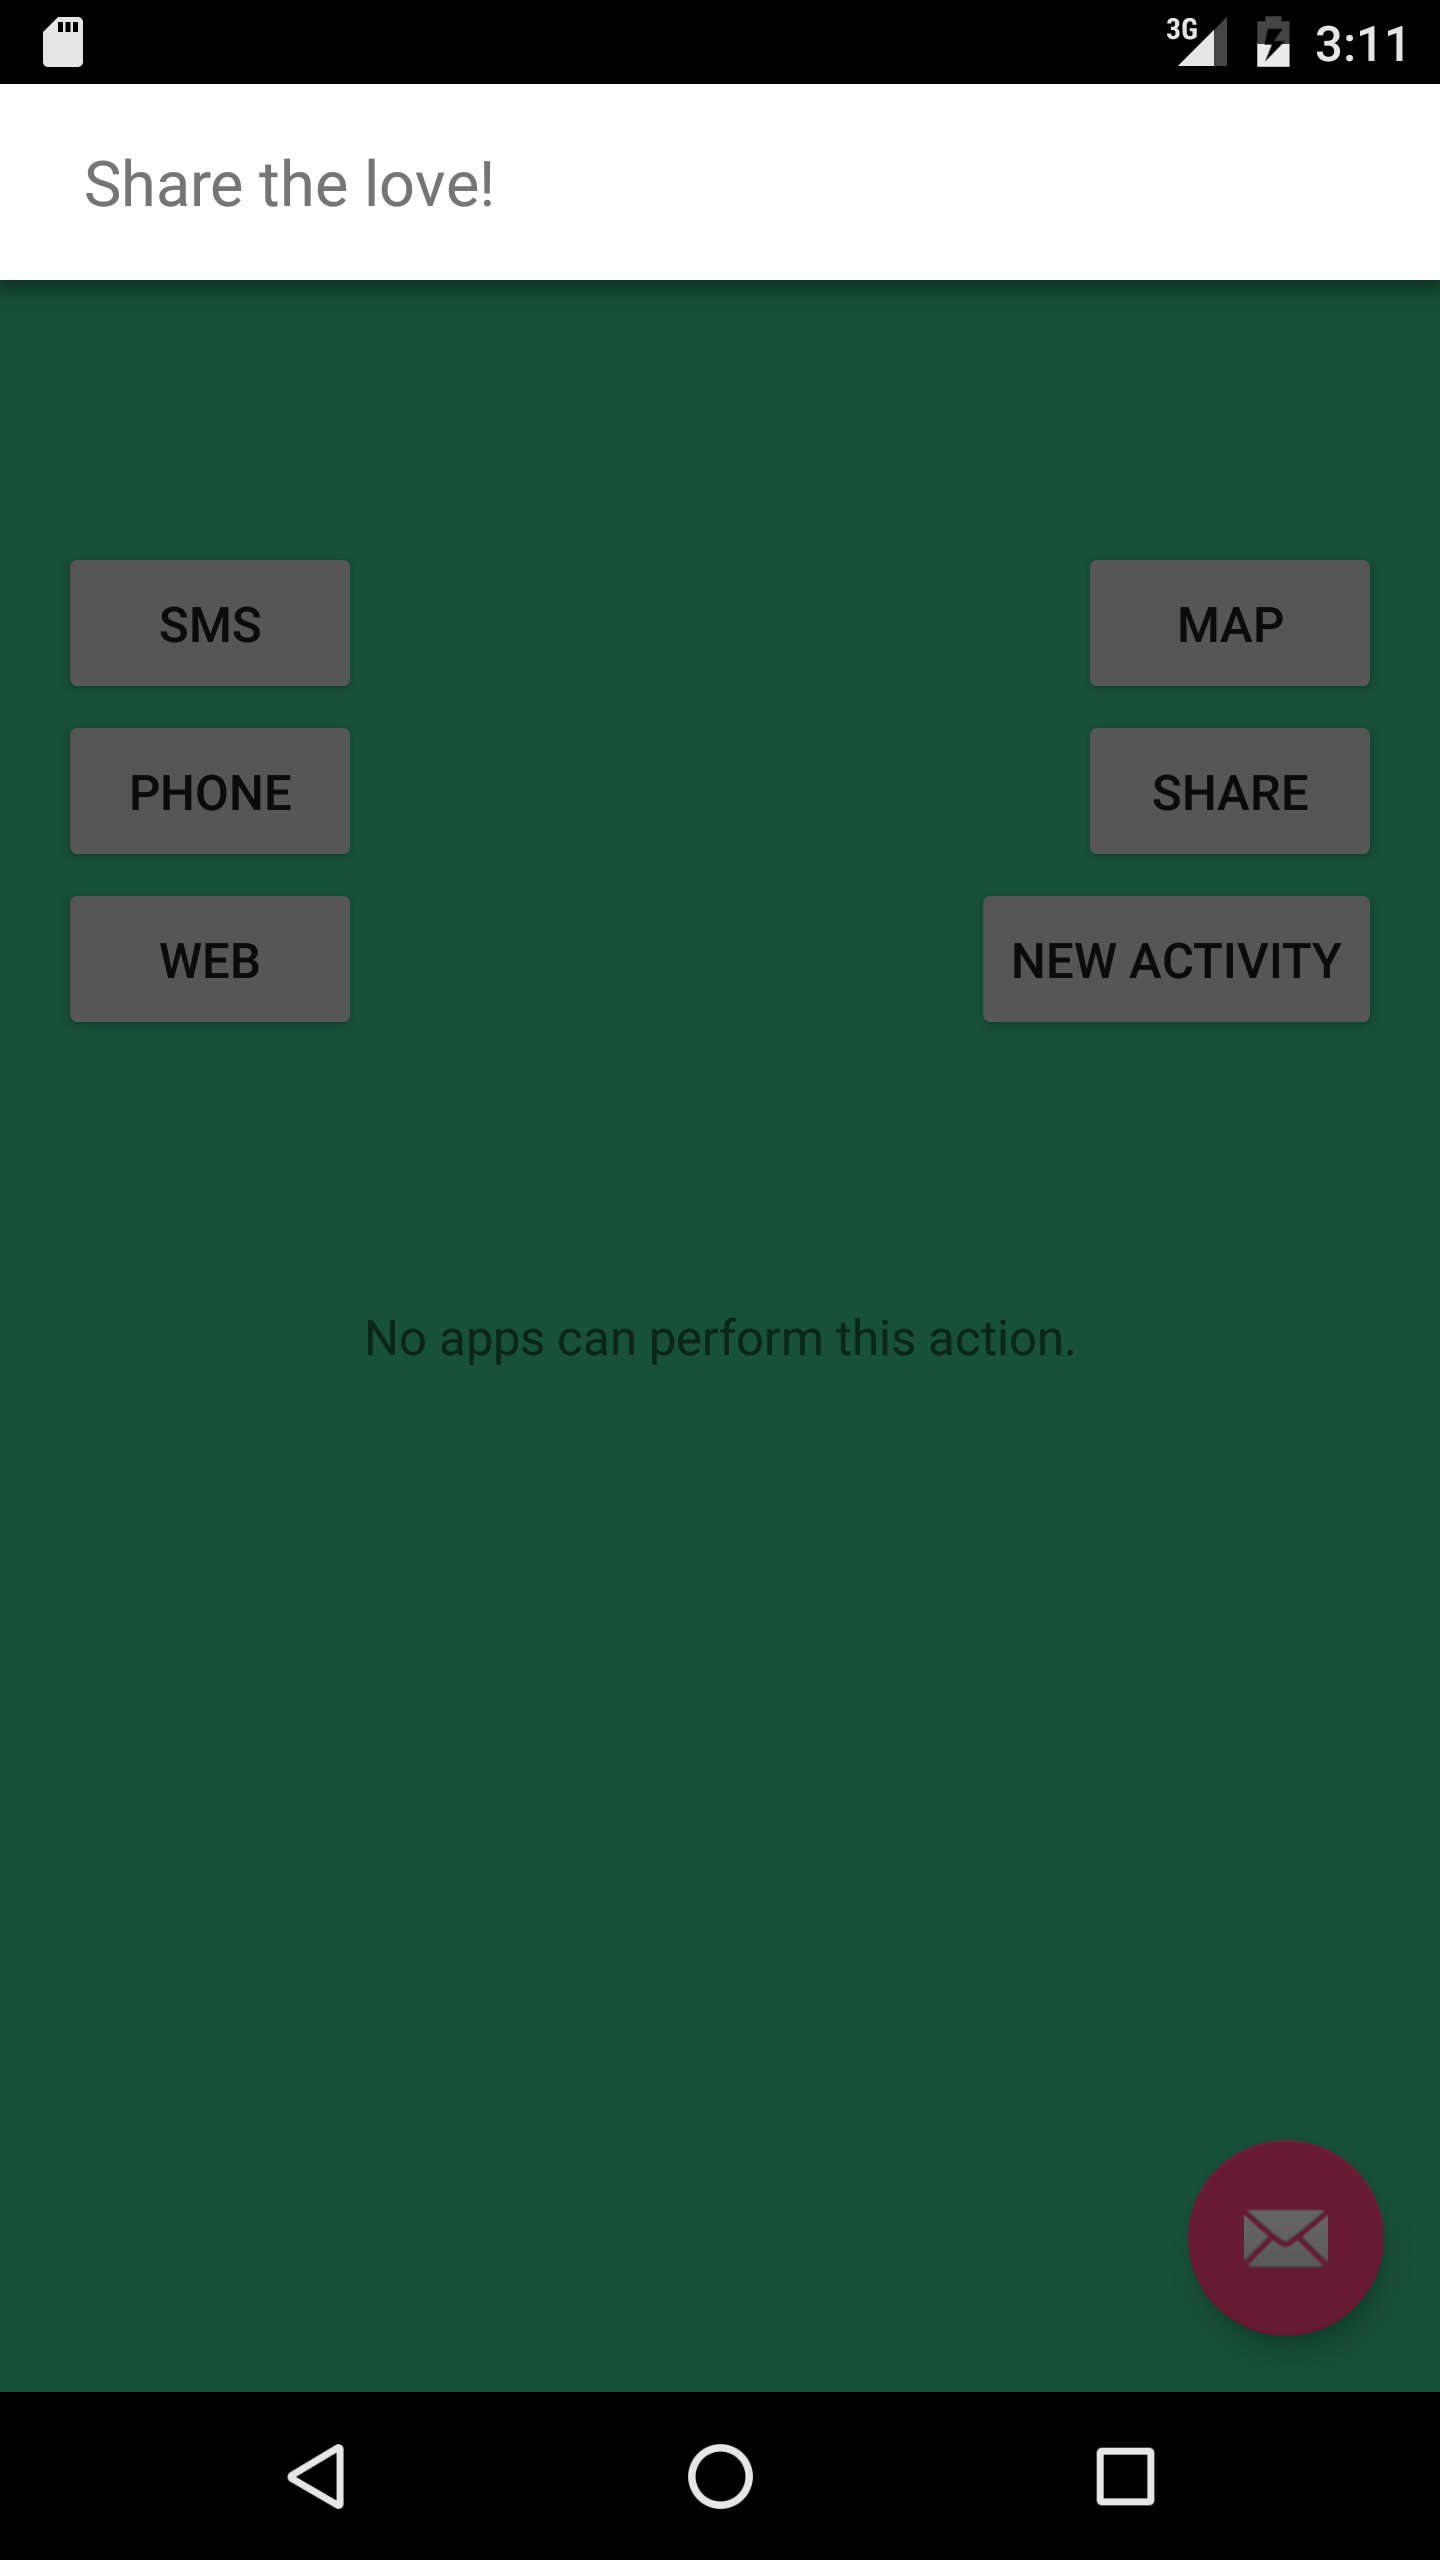 3G 3:11
Share the love!
SMS MAP
PHONE SHARE
WEB NEW ACTIVITY
No apps can perform this action.